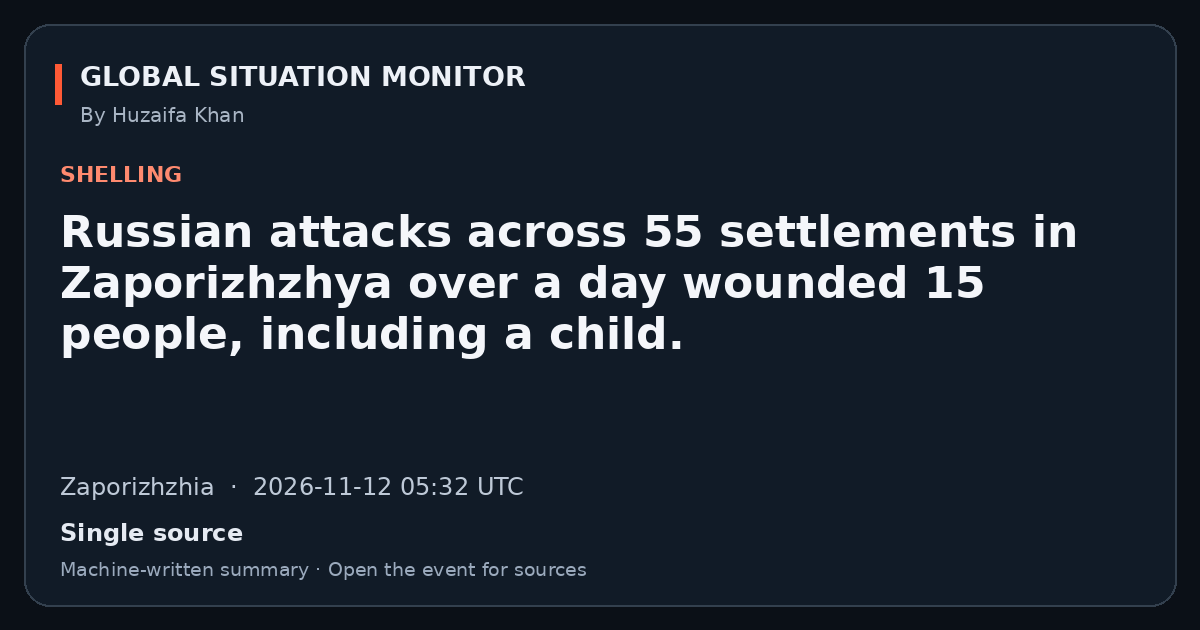 GLOBAL SITUATION MONITOR
By Huzaifa Khan
SHELLING
Russian attacks across 55 settlements in
Zaporizhzhya over a day wounded 15
people, including a child.
Zaporizhzhia · 2026-11-12 05:32 UTC
Single source
Machine-written summary · Open the event for sources